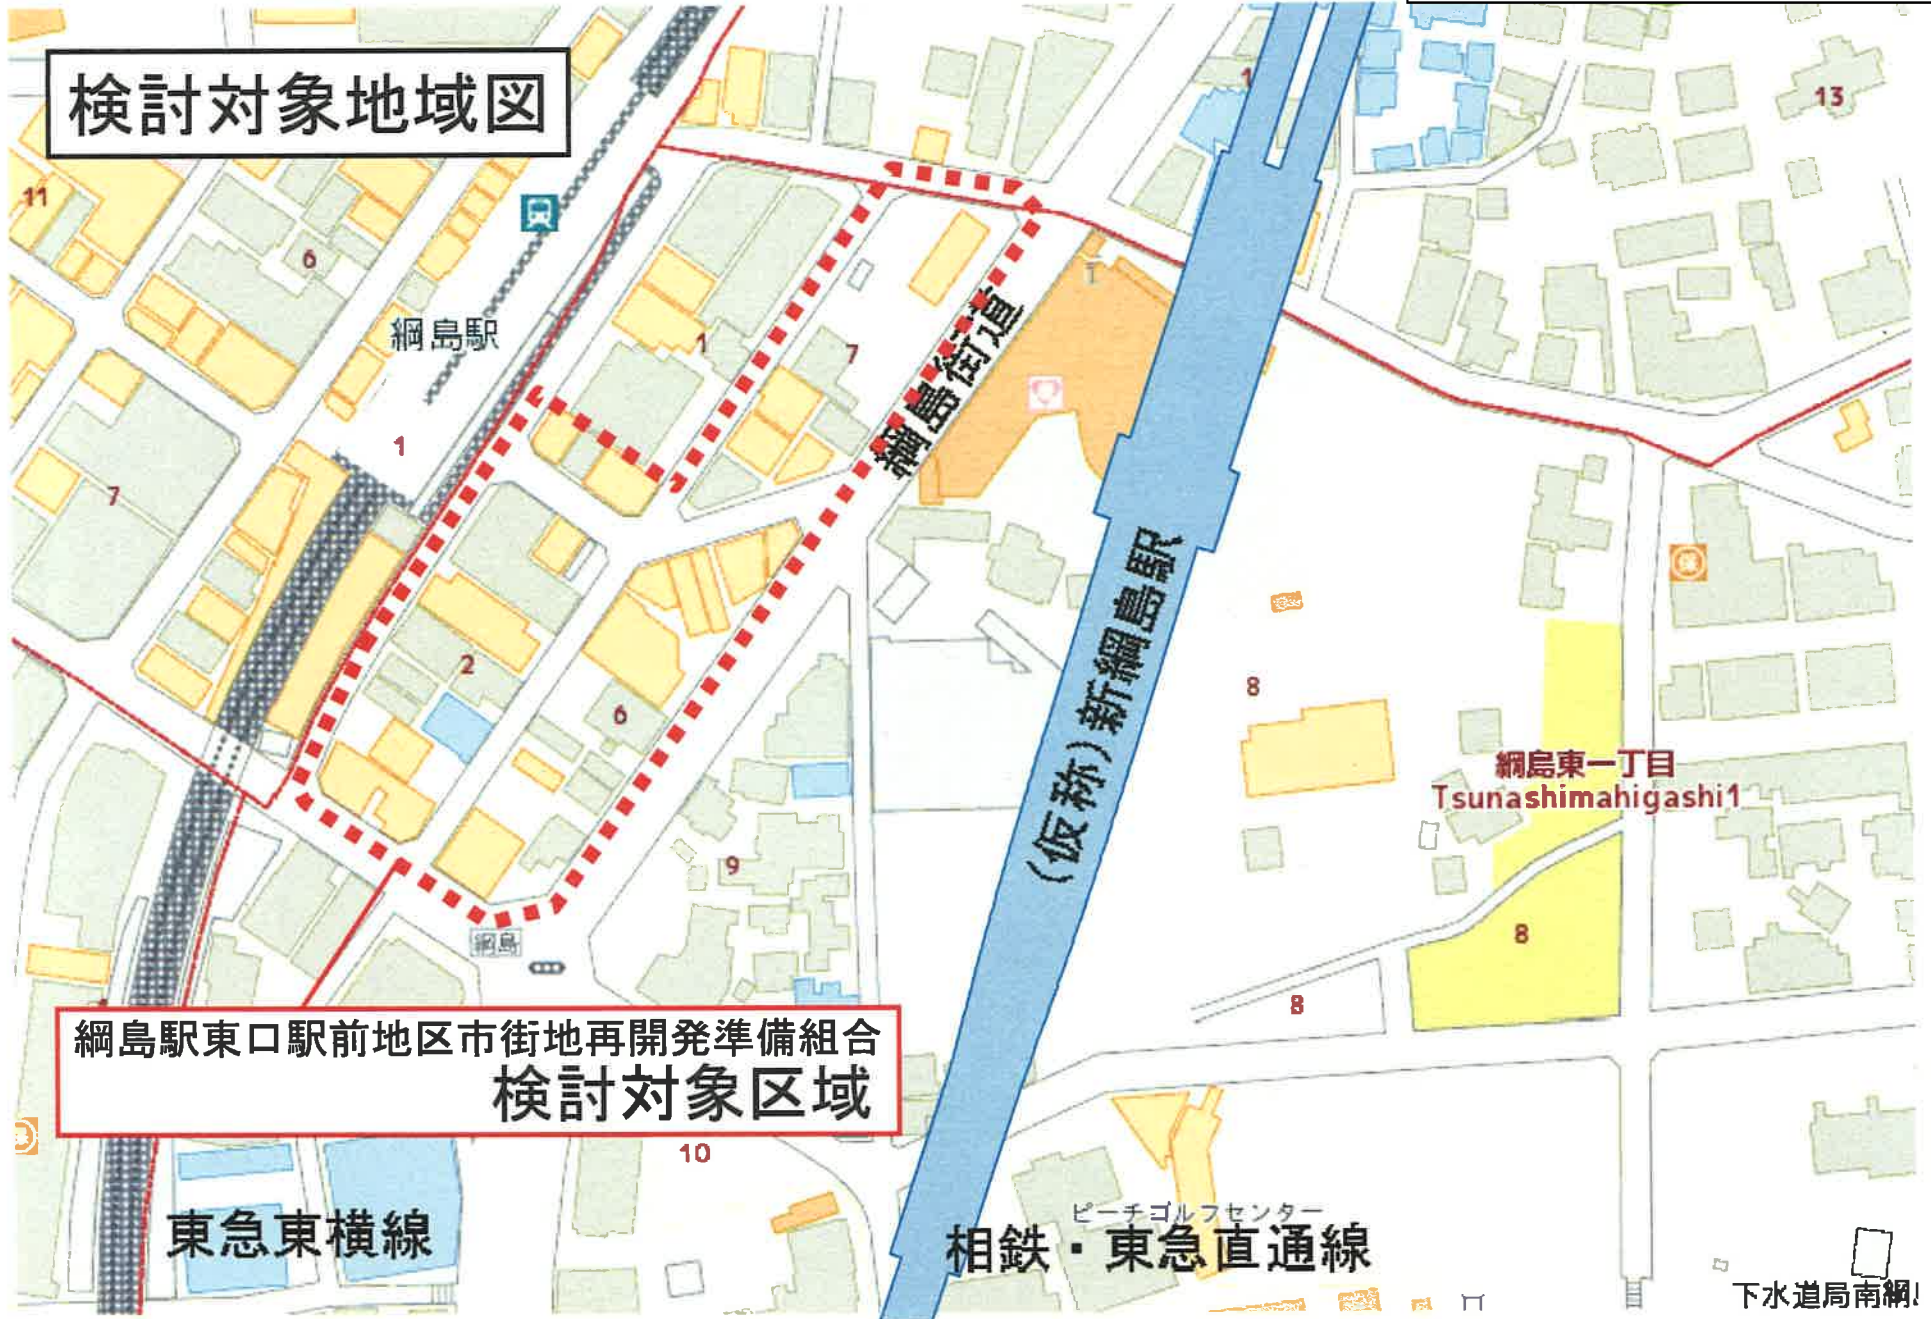 検討対象地域図
13
1
11
6
綱島駅
1
7
綱島街道
1
7
(仮称)新綱島駅
2
6
8
綱島東一丁目
Tsunashimahigashi1
9
8
綱島
8
綱島駅東口駅前地区市街地再開発準備組合
検討対象区域
10
東急東横線
ピーチゴルフセンター
相鉄・東急直通線
下水道局南綱